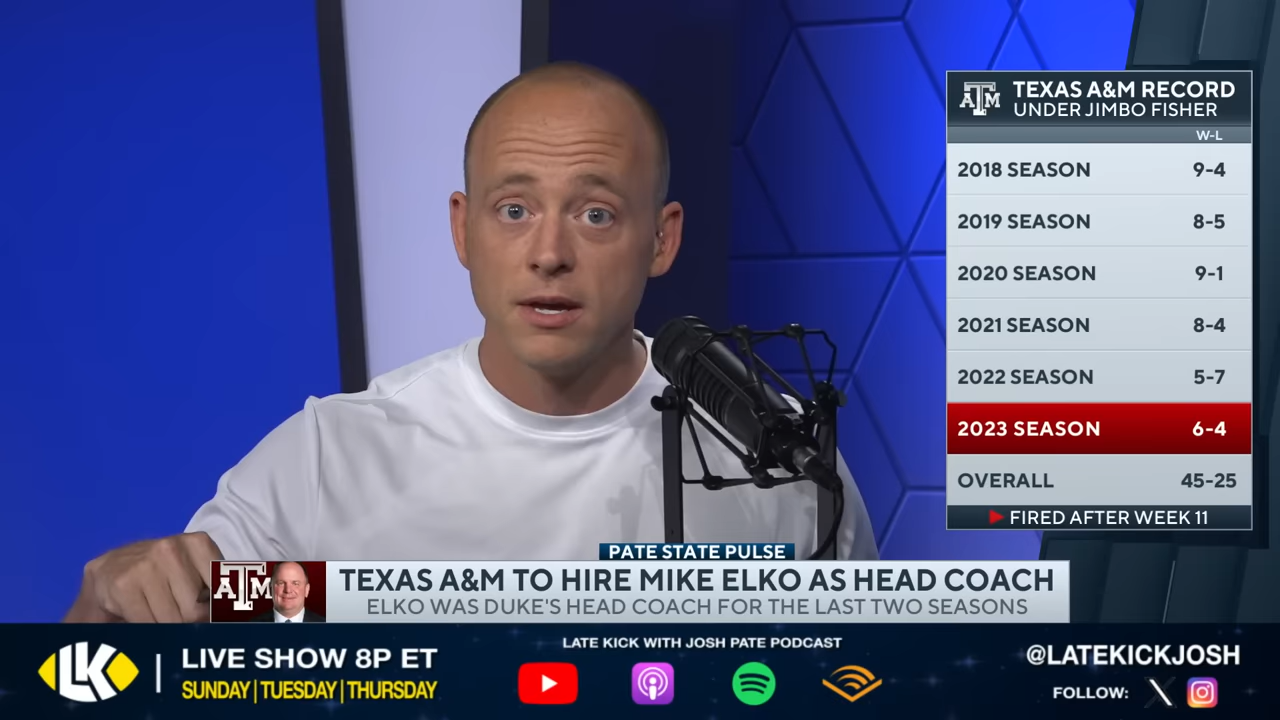 ATM TEXAS A&M RECORD
UNDER JIMBO FISHER
W-L
2018 SEASON 9-4
2019 SEASON 8-5
2020 SEASON 9-1
2021 SEASON 8-4
2022 SEASON 5-7
2023 SEASON 6-4
OVERALL 45-25
FIRED AFTER WEEK 11
PATE STATE PULSE
ATM TEXAS A&M TO HIRE MIKE ELKO AS HEAD COACH
ELKO WAS DUKE'S HEAD COACH FOR THE LAST TWO SEASONS
LK
LIVE SHOW 8P ET
SUNDAY | TUESDAY | THURSDAY
LATE KICK WITH JOSH PATE PODCAST
@LATEKICKJOSH
FOLLOW: X